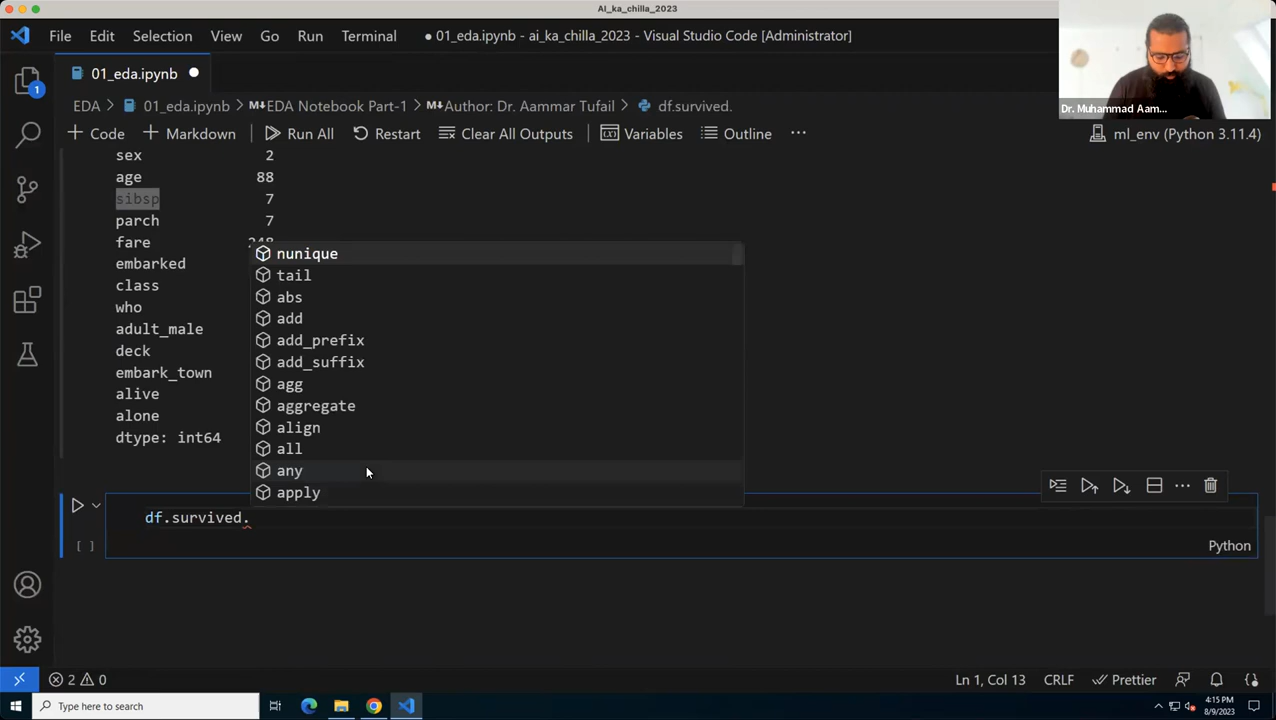 AI_ka_chilla_2023
File Edit Selection View Go Run Terminal
● 01_eda.ipynb - ai_ka_chilla_2023 - Visual Studio Code [Administrator]
01_eda.ipynb
EDA > 01_eda.ipynb > M↓EDA Notebook Part-1 > M↓Author: Dr. Aammar Tufail > df.survived.
Dr. Muhammad Aam...
+ Code + Markdown Run All Restart Clear All Outputs Variables Outline ... ml_env (Python 3.11.4)
1
sex 2
age 88
sibsp 7
parch 7
fare 248
embarked
class
who
adult_male
deck
embark_town
alive
alone
dtype: int64
nunique
tail
abs
add
add_prefix
add_suffix
agg
aggregate
align
all
any
apply
df.survived.
[ ]
Python
2 0 Ln 1, Col 13 CRLF Prettier
Type here to search
4:15 PM
8/9/2023